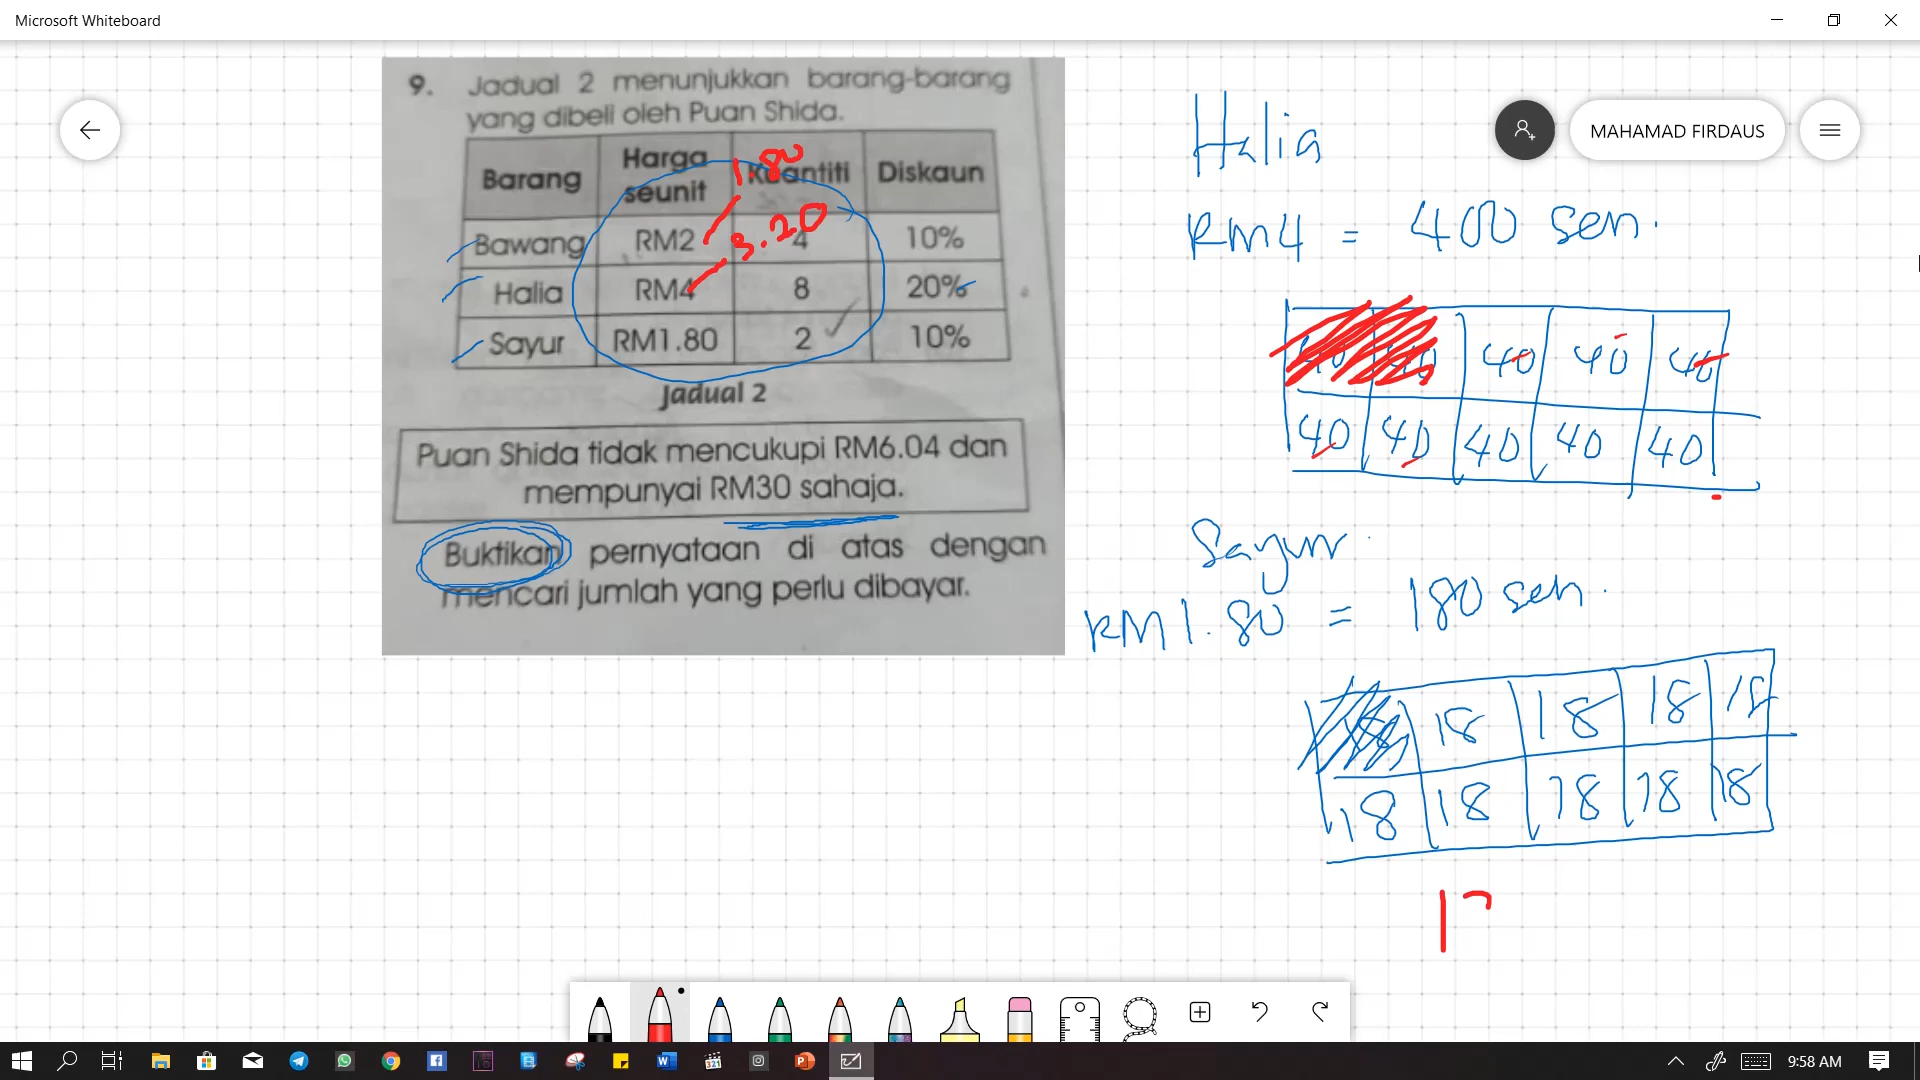 Microsoft Whiteboard
MAHAMAD FIRDAUS
9. Jadual 2 menunjukkan barang-barang
yang dibeli oleh Puan Shida.
Barang Harga seunit Kuantiti Diskaun
Bawang RM2 4 10%
Halia RM4 8 20%
Sayur RM1.80 2 10%
1.80
3.20
Jadual 2
Puan Shida tidak mencukupi RM6.04 dan
mempunyai RM30 sahaja.
Buktikan pernyataan di atas dengan
mencari jumlah yang perlu dibayar.
Halia
RM4 = 400 sen.
40 40 40 40 40
40 40 40 40 40
Sayur
RM1.80 = 180 sen.
18 18 18 18 18
18 18 18 18 18
9:58 AM